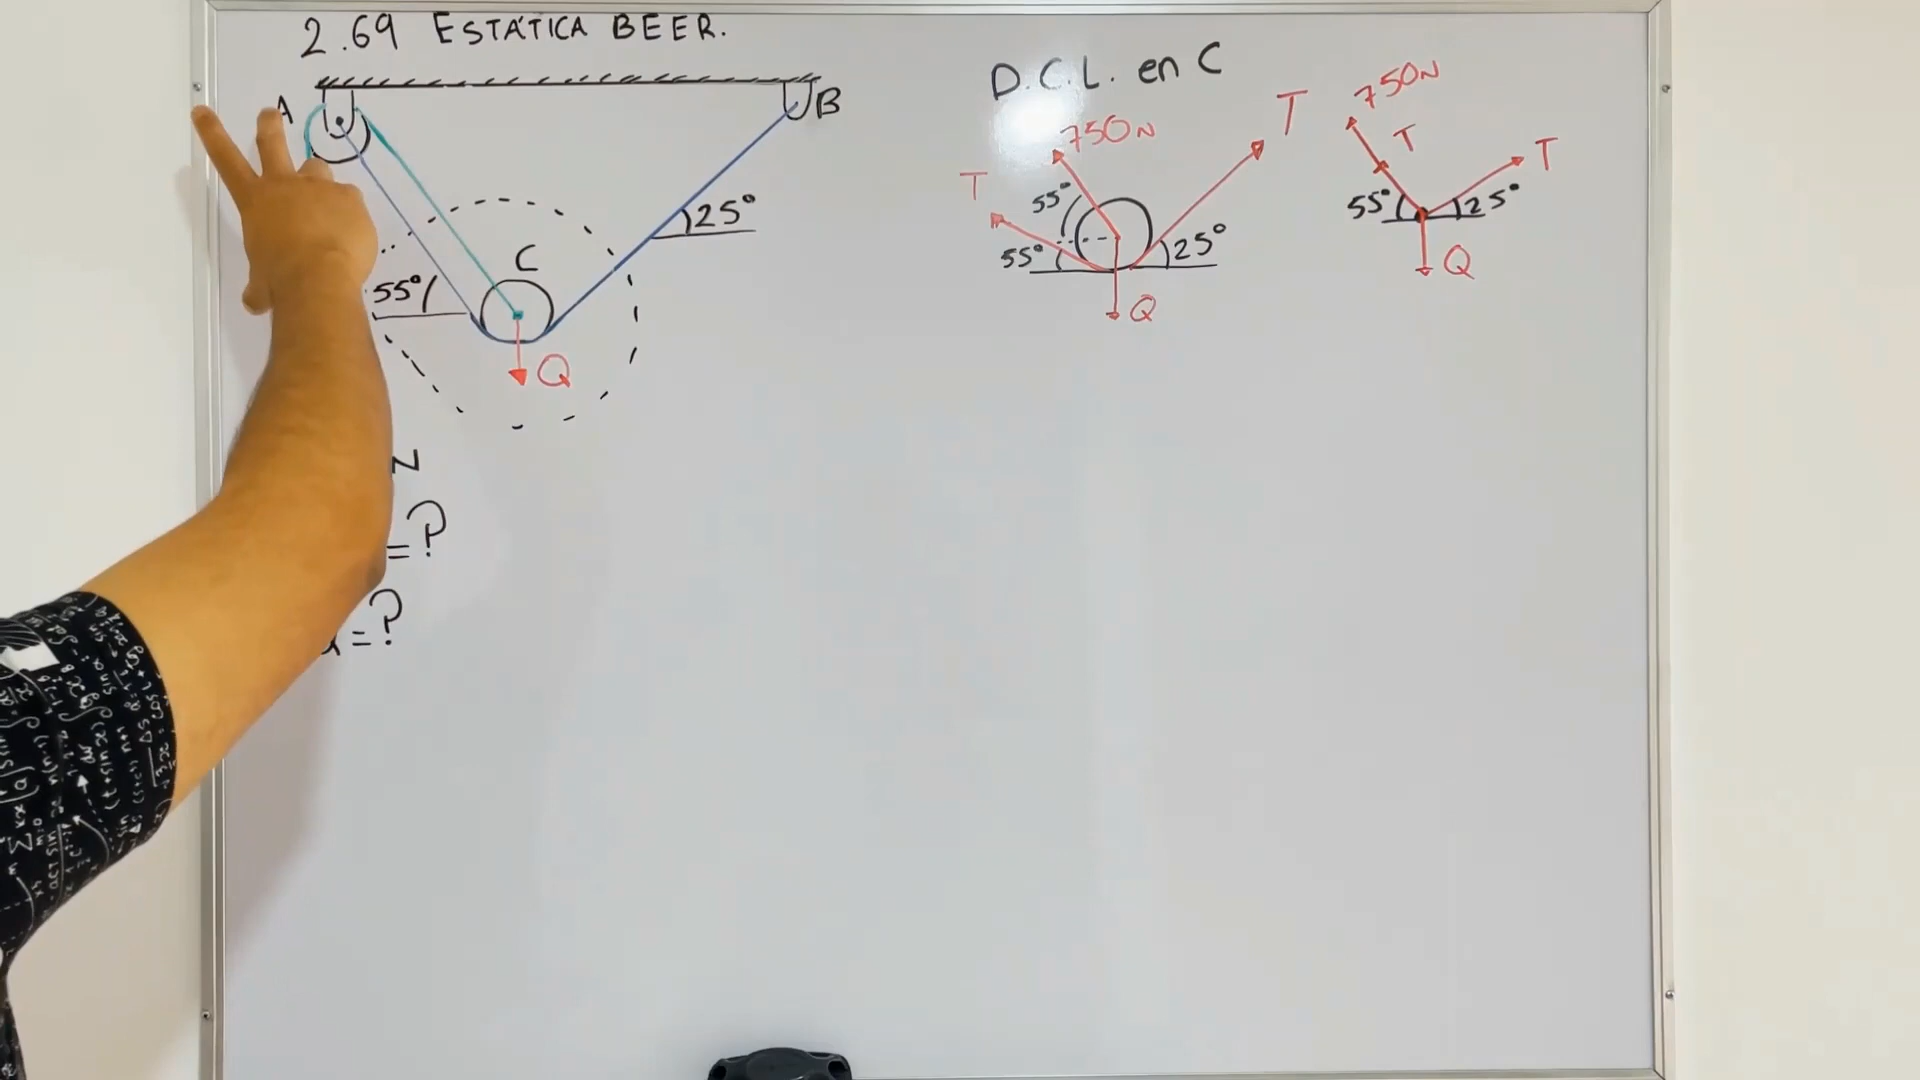 2.69 ESTÁTICA BEER.
A
B
25°
C
55°
Q
N
=?
=?
D.C.L. en C
750N
T
T
55°
55°
25°
Q
750N
T
T
55°
25°
Q